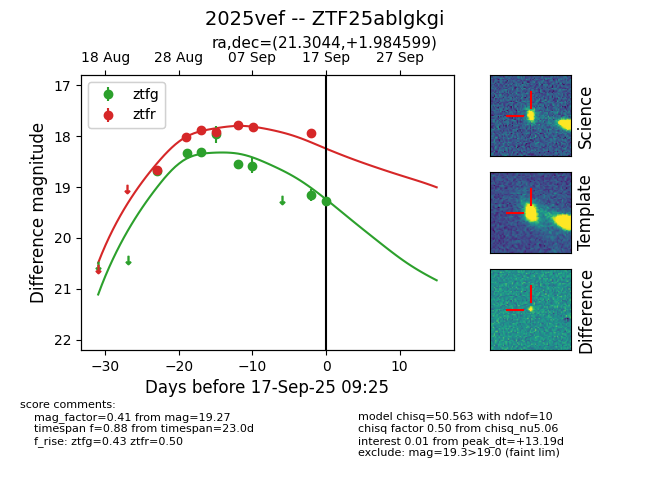 2025vef -- ZTF25ablgkgi
ra,dec=(21.3044,+1.984599)
18 Aug 28 Aug 07 Sep 17 Sep 27 Sep
ztfg
ztfr
17
18
19
20
21
22
Difference magnitude
−30 −20 −10 0 10
Days before 17-Sep-25 09:25
Science
Template
Difference
score comments:
mag_factor=0.41 from mag=19.27
timespan f=0.88 from timespan=23.0d
f_rise: ztfg=0.43 ztfr=0.50
model chisq=50.563 with ndof=10
chisq factor 0.50 from chisq_nu5.06
interest 0.01 from peak_dt=+13.19d
exclude: mag=19.3>19.0 (faint lim)